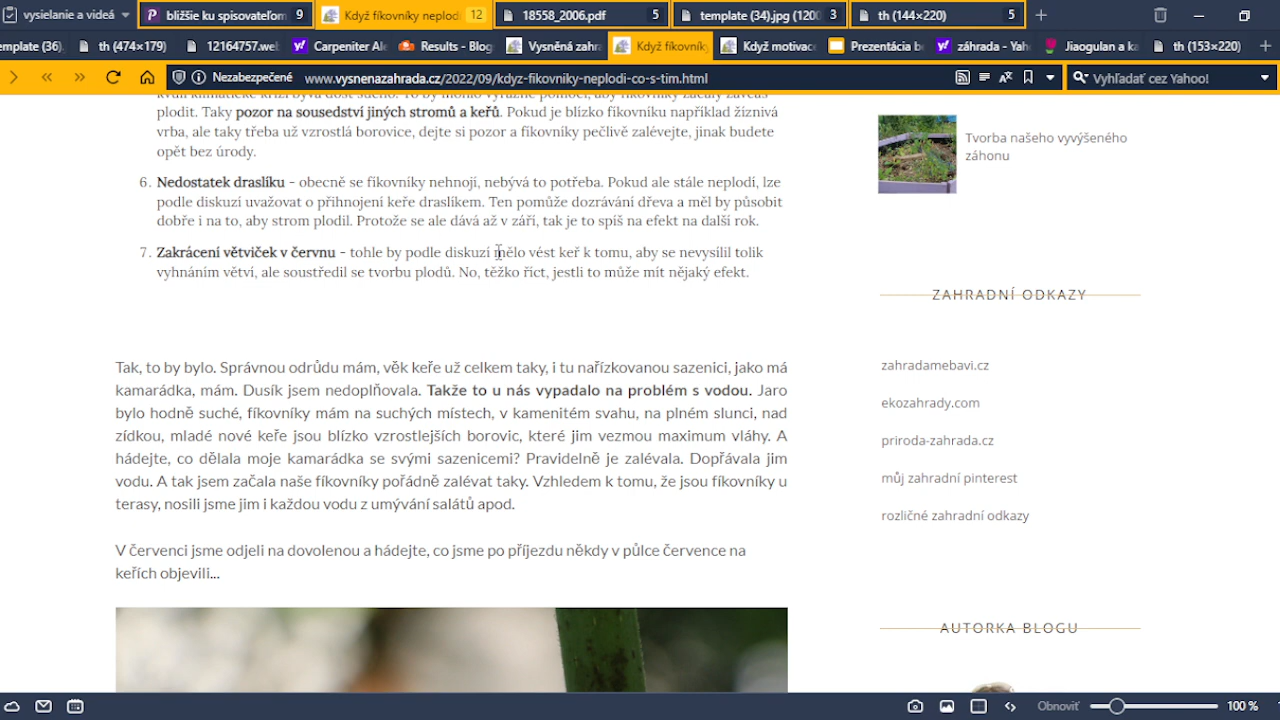 vysielanie a videá
bližšie ku spisovateľom 9
Když fíkovníky neplodí 12
18558_2006.pdf 5
template (34).jpg (1200 3
th (144×220) 5
emplate (36).
th (474×179)
12164757.we
Carpeniter Ale
Results - Blog
Vysněná zahr
Když fíkovníky
Když motivace
Prezentácia b
záhrada - Yah
Jiaogulan a ka
th (153×220)
Nezabezpečené www.vysnenazahrada.cz/2022/09/kdyz-fikovniky-neplodi-co-s-tim.html
Vyhľadať cez Yahoo!
plodit. Taky pozor na sousedství jiných stromů a keřů. Pokud je blízko fíkovníku například žíznivá
vrba, ale taky třeba už vzrostlá borovice, dejte si pozor a fíkovníky pečlivě zalévejte, jinak budete
opět bez úrody.
6. Nedostatek draslíku - obecně se fíkovníky nehnojí, nebývá to potřeba. Pokud ale stále neplodí, lze
podle diskuzí uvažovat o přihnojení keře draslíkem. Ten pomůže dozrávání dřeva a měl by působit
dobře i na to, aby strom plodil. Protože se ale dává až v září, tak je to spíš na efekt na další rok.
7. Zakrácení větviček v červnu - tohle by podle diskuzí mělo vést keř k tomu, aby se nevysílil tolik
vyhnáním větví, ale soustředil se tvorbu plodů. No, těžko říct, jestli to může mít nějaký efekt.
Tak, to by bylo. Správnou odrůdu mám, věk keře už celkem taky, i tu nařízkovanou sazenici, jako má
kamarádka, mám. Dusík jsem nedoplňovala. Takže to u nás vypadalo na problém s vodou. Jaro
bylo hodně suché, fíkovníky mám na suchých místech, v kamenitém svahu, na plném slunci, nad
zídkou, mladé nové keře jsou blízko vzrostlejších borovic, které jim vezmou maximum vláhy. A
hádejte, co dělala moje kamarádka se svými sazenicemi? Pravidelně je zalévala. Dopřávala jim
vodu. A tak jsem začala naše fíkovníky pořádně zalévat taky. Vzhledem k tomu, že jsou fíkovníky u
terasy, nosili jsme jim i každou vodu z umývání salátů apod.
V červenci jsme odjeli na dovolenou a hádejte, co jsme po příjezdu někdy v půlce července na
keřích objevili...
Tvorba našeho vyvýšeného
záhonu
ZAHRADNÍ ODKAZY
zahradamebavi.cz
ekozahrady.com
priroda-zahrada.cz
můj zahradní pinterest
rozličné zahradní odkazy
AUTORKA BLOGU
Obnoviť 100 %